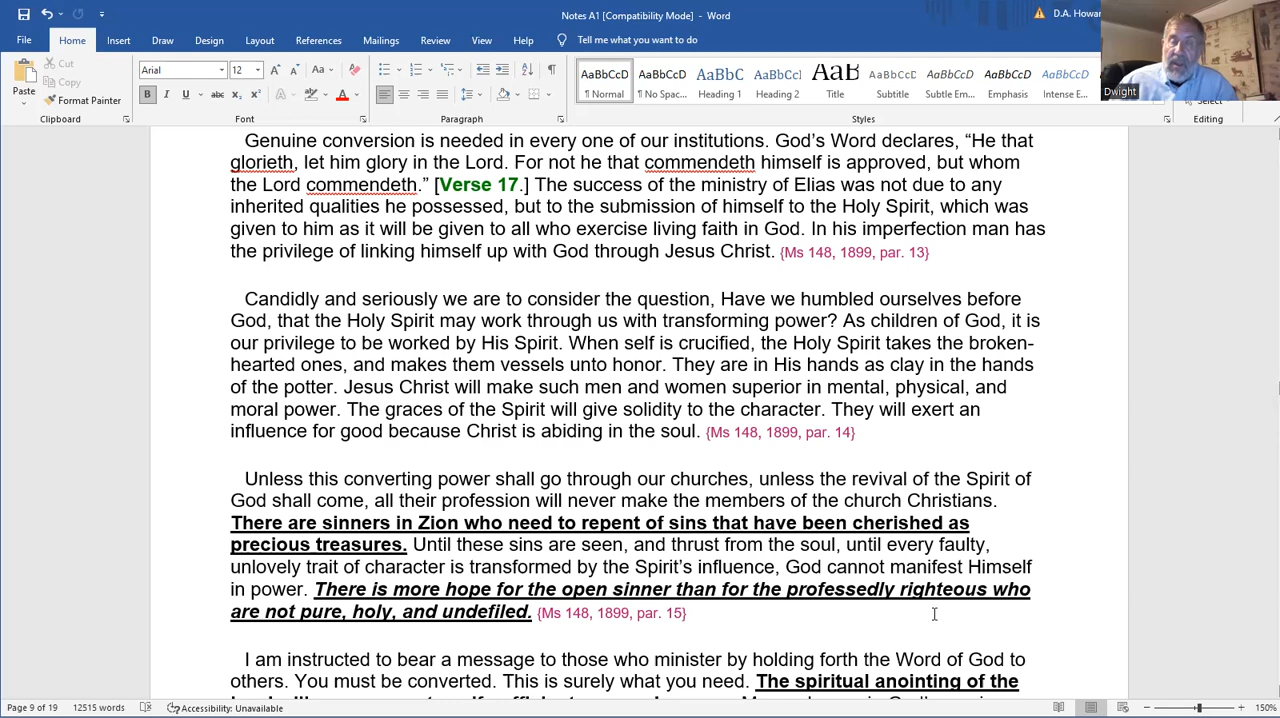 Notes A1 [Compatibility Mode] - Word
D.A. Howar
File Home Insert Draw Design Layout References Mailings Review View Help Tell me what you want to do
Paste
Cut
Copy
Format Painter
Clipboard
Arial 12
Font
Paragraph
AaBbCcD AaBbCcD AaBbC AaBbCcI AaB AaBbCcD AaBbCcD AaBbCcD AaBbCcI
¶ Normal ¶ No Spac... Heading 1 Heading 2 Title Subtitle Subtle Em... Emphasis Intense E...
Styles
Select
Editing
Dwight
Genuine conversion is needed in every one of our institutions. God's Word declares, “He that
glorieth, let him glory in the Lord. For not he that commendeth himself is approved, but whom
the Lord commendeth.” [Verse 17.] The success of the ministry of Elias was not due to any
inherited qualities he possessed, but to the submission of himself to the Holy Spirit, which was
given to him as it will be given to all who exercise living faith in God. In his imperfection man has
the privilege of linking himself up with God through Jesus Christ. {Ms 148, 1899, par. 13}
Candidly and seriously we are to consider the question, Have we humbled ourselves before
God, that the Holy Spirit may work through us with transforming power? As children of God, it is
our privilege to be worked by His Spirit. When self is crucified, the Holy Spirit takes the broken-
hearted ones, and makes them vessels unto honor. They are in His hands as clay in the hands
of the potter. Jesus Christ will make such men and women superior in mental, physical, and
moral power. The graces of the Spirit will give solidity to the character. They will exert an
influence for good because Christ is abiding in the soul. {Ms 148, 1899, par. 14}
Unless this converting power shall go through our churches, unless the revival of the Spirit of
God shall come, all their profession will never make the members of the church Christians.
There are sinners in Zion who need to repent of sins that have been cherished as
precious treasures. Until these sins are seen, and thrust from the soul, until every faulty,
unlovely trait of character is transformed by the Spirit's influence, God cannot manifest Himself
in power. There is more hope for the open sinner than for the professedly righteous who
are not pure, holy, and undefiled. {Ms 148, 1899, par. 15}
I am instructed to bear a message to those who minister by holding forth the Word of God to
others. You must be converted. This is surely what you need. The spiritual anointing of the
Page 9 of 19 12515 words Accessibility: Unavailable 150%